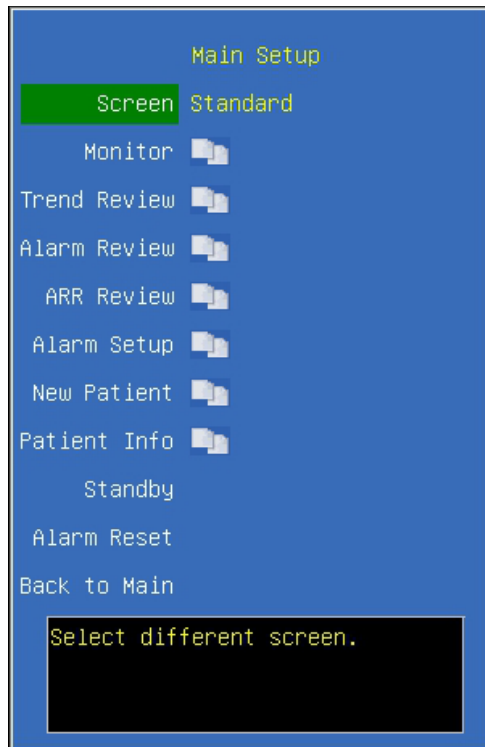 Main Setup
Screen Standard
Monitor
Trend Review
Alarm Review
ARR Review
Alarm Setup
New Patient
Patient Info
Standby
Alarm Reset
Back to Main
Select different screen.